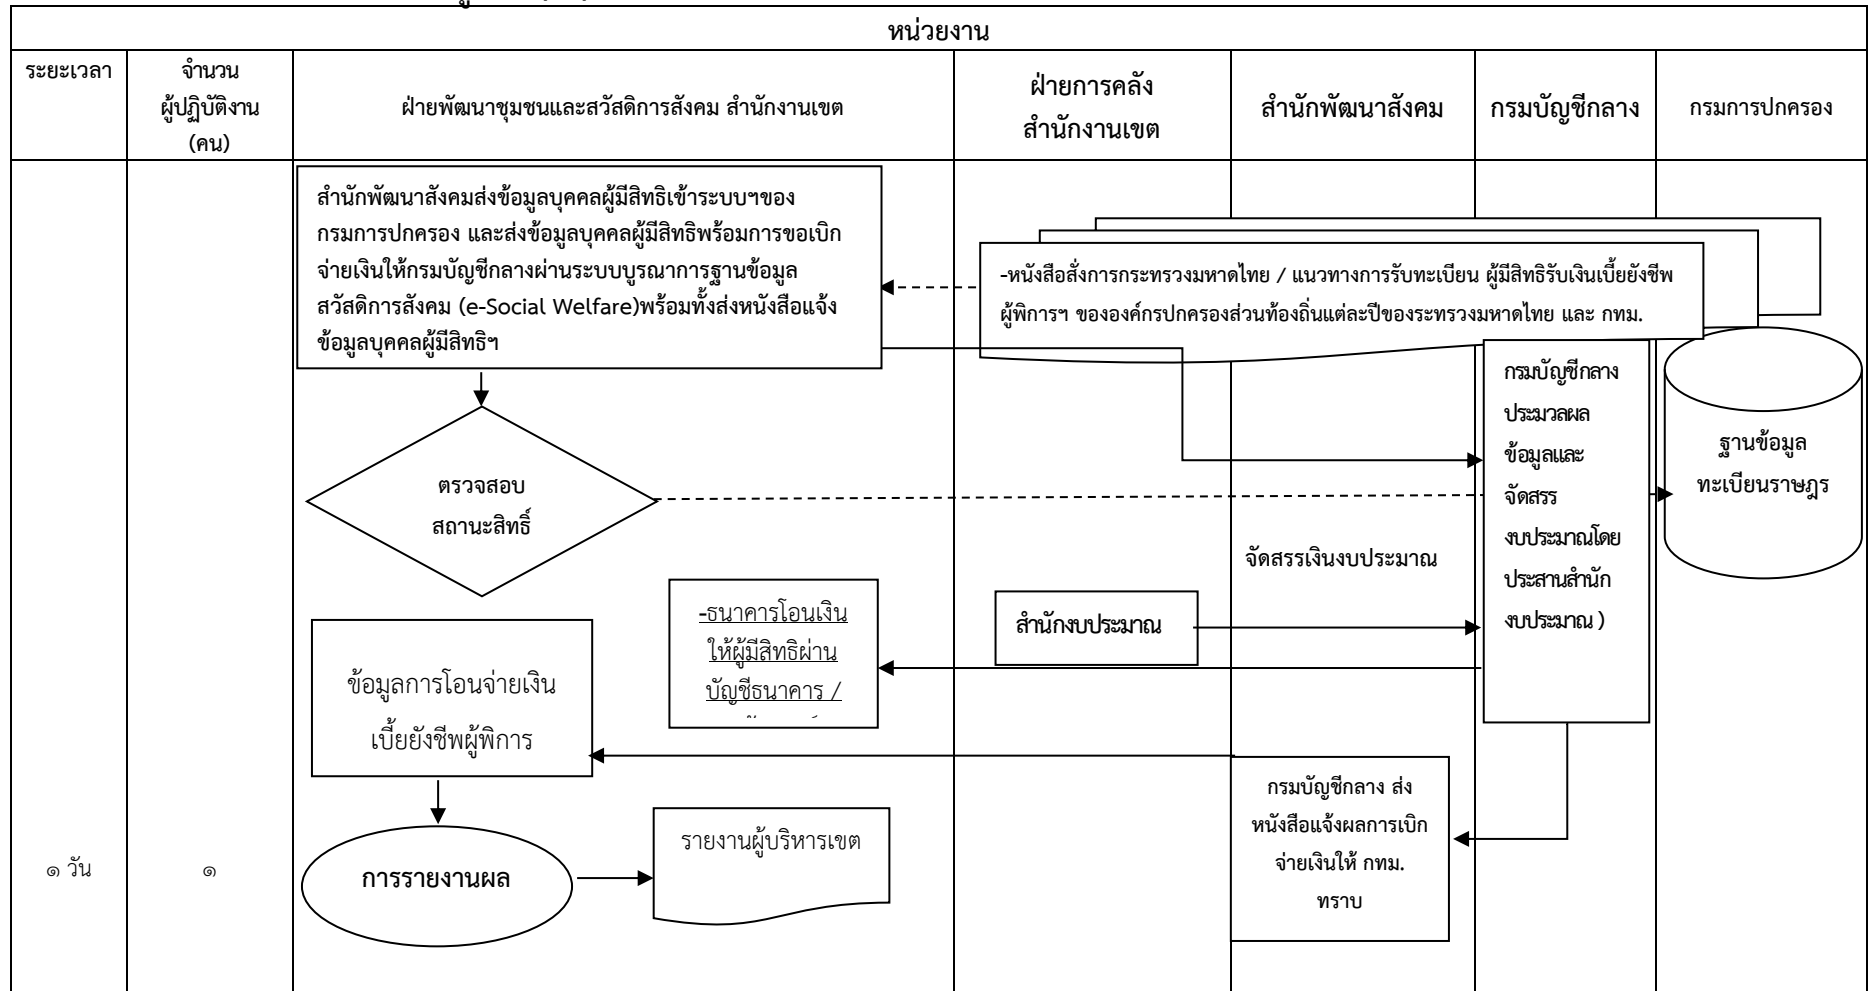 หน่วยงาน
ระยะเวลา
จำนวน
ผู้ปฏิบัติงาน
(คน)
ฝ่ายพัฒนาชุมชนและสวัสดิการสังคม สำนักงานเขต
ฝ่ายการคลัง
สำนักงานเขต
สำนักพัฒนาสังคม
กรมบัญชีกลาง
กรมการปกครอง
สำนักพัฒนาสังคมส่งข้อมูลบุคคลผู้มีสิทธิเข้าระบบฯของ
กรมการปกครอง และส่งข้อมูลบุคคลผู้มีสิทธิพร้อมการขอเบิก
จ่ายเงินให้กรมบัญชีกลางผ่านระบบบูรณาการฐานข้อมูล
สวัสดิการสังคม (e-Social Welfare)พร้อมทั้งส่งหนังสือแจ้ง
ข้อมูลบุคคลผู้มีสิทธิฯ
-หนังสือสั่งการกระทรวงมหาดไทย / แนวทางการรับทะเบียน ผู้มีสิทธิรับเงินเบี้ยยังชีพ
ผู้พิการฯ ขององค์กรปกครองส่วนท้องถิ่นแต่ละปีของระทรวงมหาดไทย และ กทม.
กรมบัญชีกลาง
ประมวลผล
ข้อมูลและ
จัดสรร
งบประมาณโดย
ประสานสำนัก
งบประมาณ )
ฐานข้อมูล
ทะเบียนราษฎร
ตรวจสอบ
สถานะสิทธิ์
จัดสรรเงินงบประมาณ
สำนักงบประมาณ
-ธนาคารโอนเงิน
ให้ผู้มีสิทธิผ่าน
บัญชีธนาคาร /
ข้อมูลการโอนจ่ายเงิน
เบี้ยยังชีพผู้พิการ
กรมบัญชีกลาง ส่ง
หนังสือแจ้งผลการเบิก
จ่ายเงินให้ กทม.
ทราบ
รายงานผู้บริหารเขต
การรายงานผล
๑ วัน
๑